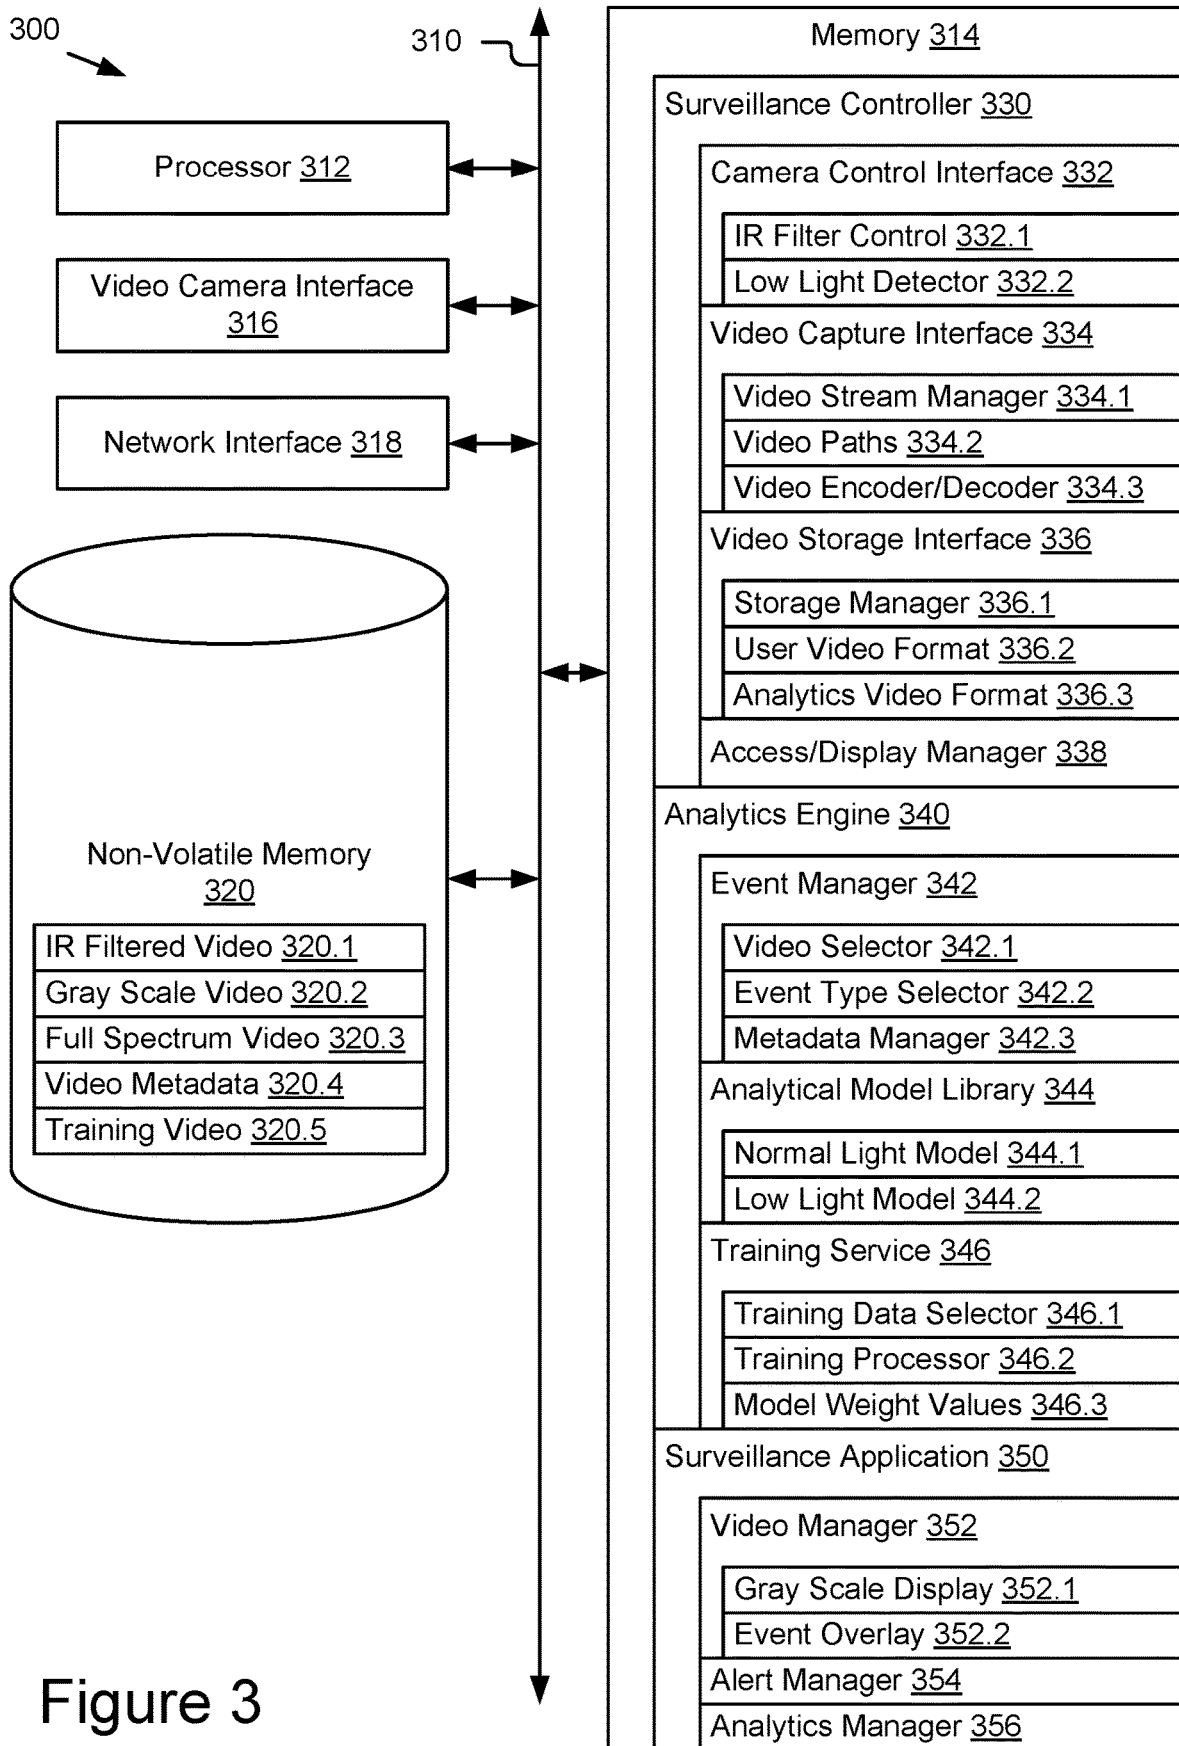 300
310
Processor 312
Video Camera Interface
316
Network Interface 318
Non-Volatile Memory
320
IR Filtered Video 320.1
Gray Scale Video 320.2
Full Spectrum Video 320.3
Video Metadata 320.4
Training Video 320.5
Memory 314
Surveillance Controller 330
Camera Control Interface 332
IR Filter Control 332.1
Low Light Detector 332.2
Video Capture Interface 334
Video Stream Manager 334.1
Video Paths 334.2
Video Encoder/Decoder 334.3
Video Storage Interface 336
Storage Manager 336.1
User Video Format 336.2
Analytics Video Format 336.3
Access/Display Manager 338
Analytics Engine 340
Event Manager 342
Video Selector 342.1
Event Type Selector 342.2
Metadata Manager 342.3
Analytical Model Library 344
Normal Light Model 344.1
Low Light Model 344.2
Training Service 346
Training Data Selector 346.1
Training Processor 346.2
Model Weight Values 346.3
Surveillance Application 350
Video Manager 352
Gray Scale Display 352.1
Event Overlay 352.2
Alert Manager 354
Analytics Manager 356
Figure 3